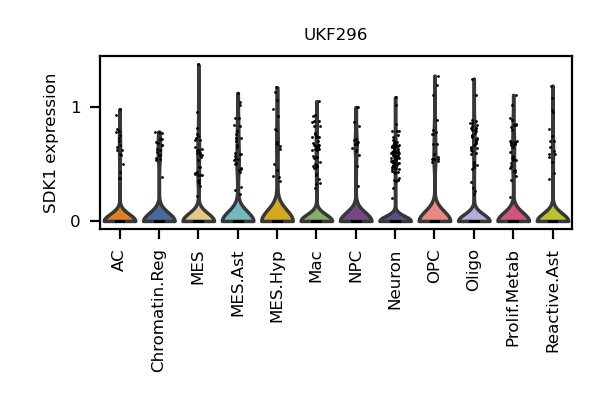 UKF296
SDK1 expression
1
0
AC
Chromatin.Reg
MES
MES.Ast
MES.Hyp
Mac
NPC
Neuron
OPC
Oligo
Prolif.Metab
Reactive.Ast